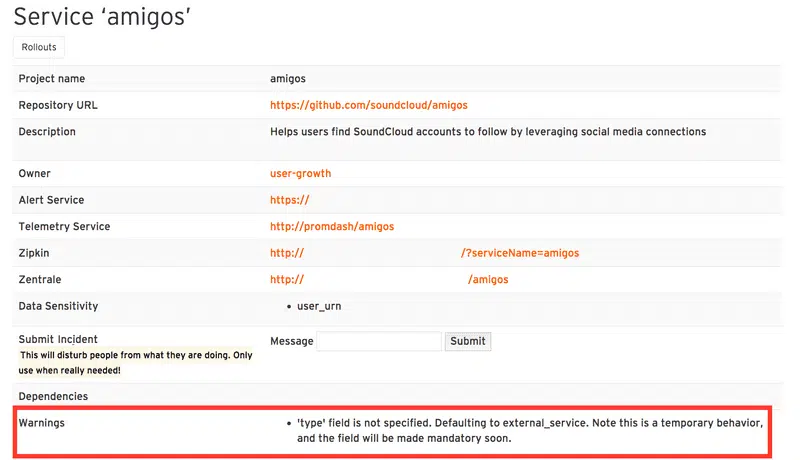 Service ‘amigos’
Rollouts
Project name amigos
Repository URL https://github.com/soundcloud/amigos
Description Helps users find SoundCloud accounts to follow by leveraging social media connections
Owner user-growth
Alert Service https://
Telemetry Service http://promdash/amigos
Zipkin http:// /?serviceName=amigos
Zentrale http:// /amigos
Data Sensitivity • user_urn
Submit Incident Message Submit
This will disturb people from what they are doing. Only
use when really needed!
Dependencies
Warnings • 'type' field is not specified. Defaulting to external_service. Note this is a temporary behavior,
and the field will be made mandatory soon.